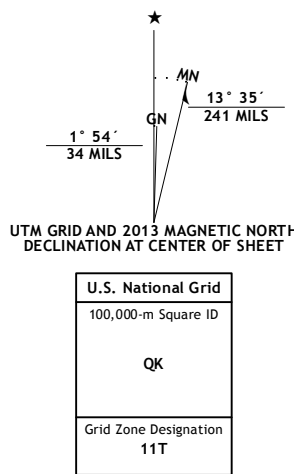 ★
MN
GN
13° 35´
241 MILS
1° 54´
34 MILS
UTM GRID AND 2013 MAGNETIC NORTH
DECLINATION AT CENTER OF SHEET
U.S. National Grid
100,000-m Square ID
QK
Grid Zone Designation
11T